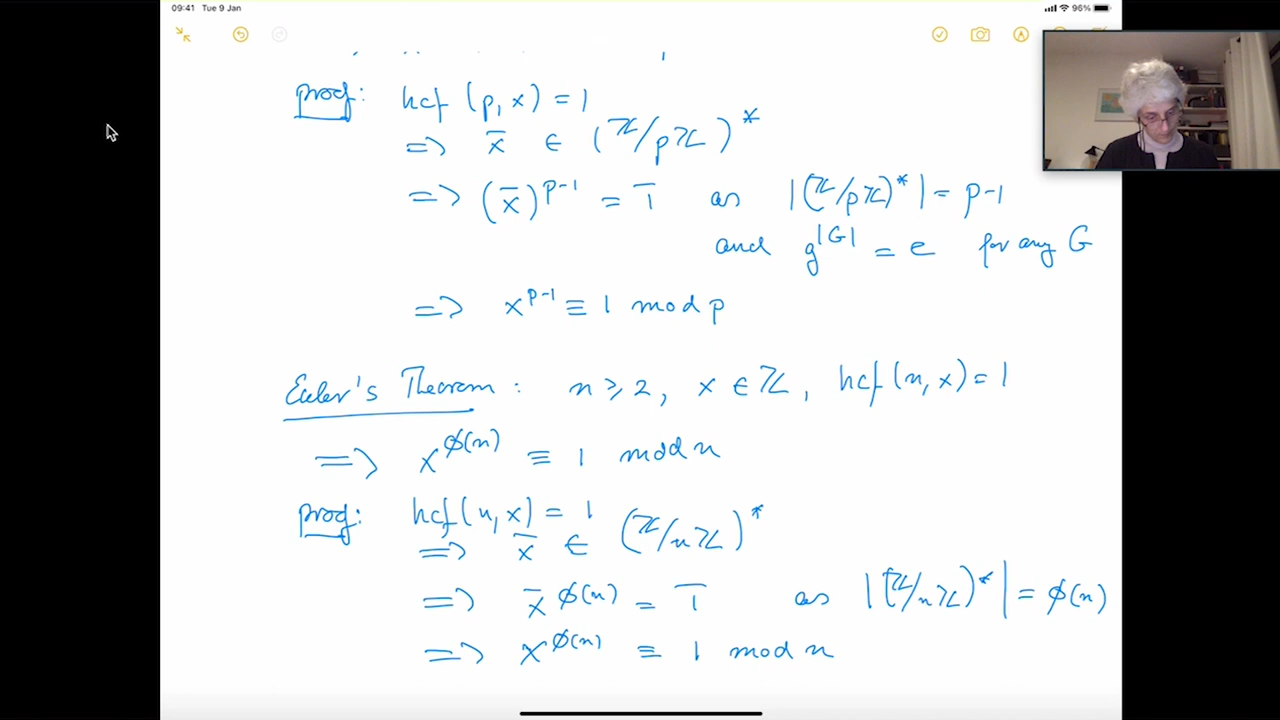 09:41 Tue 9 Jan 96%
proof: hcf (p, x) = 1
=> x̄ ∈ (ℤ/pℤ)*
=> (x̄)^{p-1} = 1̄ as |(ℤ/pℤ)*| = p-1
and g^{|G|} = e for any G
=> x^{p-1} ≡ 1 mod p
Euler's Theorem : n ≥ 2, x ∈ ℤ, hcf(n, x) = 1
=> x^{φ(n)} ≡ 1 mod n
proof: hcf(n, x) = 1
=> x̄ ∈ (ℤ/nℤ)*
=> x̄^{φ(n)} = 1̄ as |(ℤ/nℤ)*| = φ(n)
=> x^{φ(n)} ≡ 1 mod n